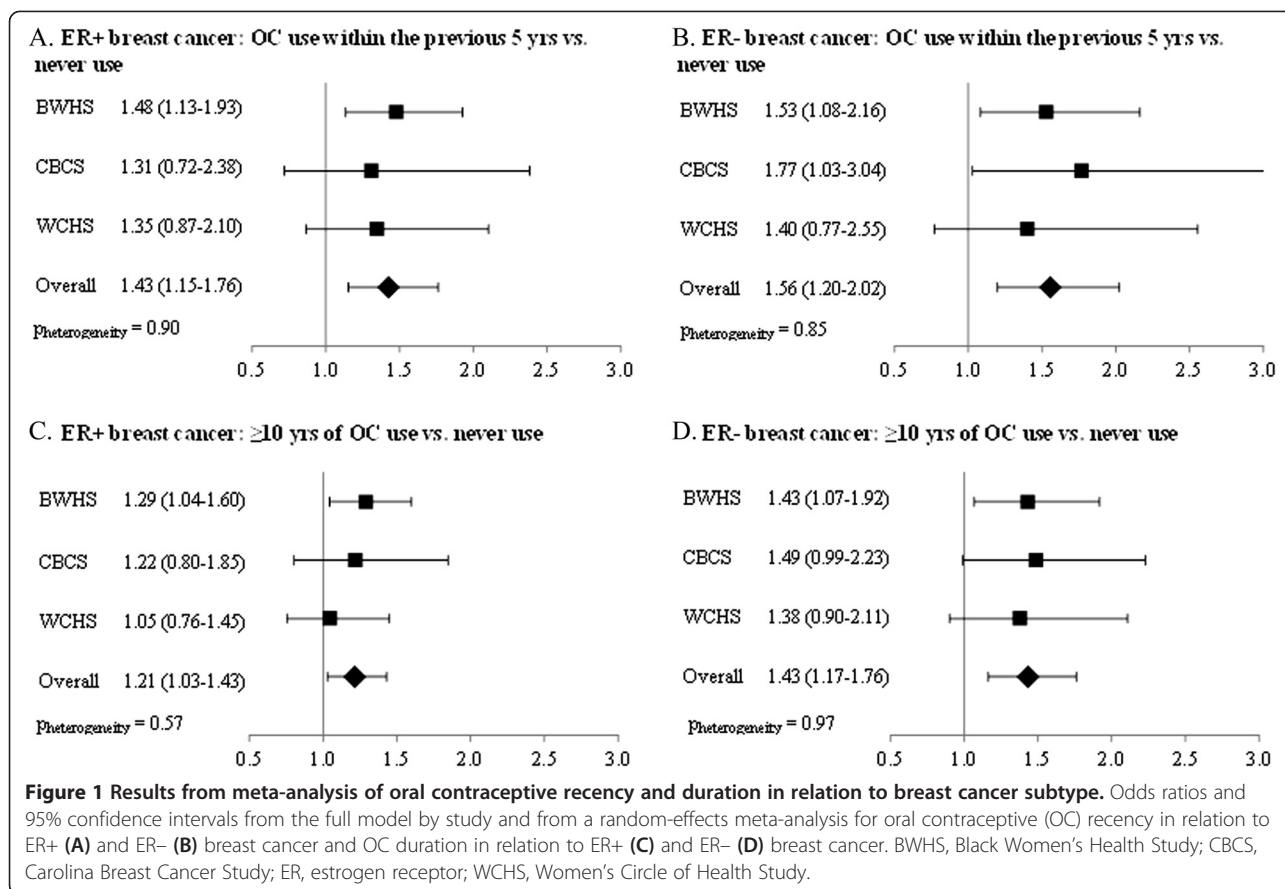 A. ER+ breast cancer: OC use within the previous 5 yrs vs.
never use
BWHS 1.48 (1.13-1.93)
CBCS 1.31 (0.72-2.38)
WCHS 1.35 (0.87-2.10)
Overall 1.43 (1.15-1.76)
Pheterogeneity = 0.90
0.5 1.0 1.5 2.0 2.5 3.0
B. ER- breast cancer: OC use within the previous 5 yrs vs.
never use
BWHS 1.53 (1.08-2.16)
CBCS 1.77 (1.03-3.04)
WCHS 1.40 (0.77-2.55)
Overall 1.56 (1.20-2.02)
Pheterogeneity = 0.85
0.5 1.0 1.5 2.0 2.5 3.0
C. ER+ breast cancer: ≥10 yrs of OC use vs. never use
BWHS 1.29 (1.04-1.60)
CBCS 1.22 (0.80-1.85)
WCHS 1.05 (0.76-1.45)
Overall 1.21 (1.03-1.43)
Pheterogeneity = 0.57
0.5 1.0 1.5 2.0 2.5 3.0
D. ER- breast cancer: ≥10 yrs of OC use vs. never use
BWHS 1.43 (1.07-1.92)
CBCS 1.49 (0.99-2.23)
WCHS 1.38 (0.90-2.11)
Overall 1.43 (1.17-1.76)
Pheterogeneity = 0.97
0.5 1.0 1.5 2.0 2.5 3.0
Figure 1 Results from meta-analysis of oral contraceptive recency and duration in relation to breast cancer subtype. Odds ratios and
95% confidence intervals from the full model by study and from a random-effects meta-analysis for oral contraceptive (OC) recency in relation to
ER+ (A) and ER– (B) breast cancer and OC duration in relation to ER+ (C) and ER– (D) breast cancer. BWHS, Black Women's Health Study; CBCS,
Carolina Breast Cancer Study; ER, estrogen receptor; WCHS, Women's Circle of Health Study.